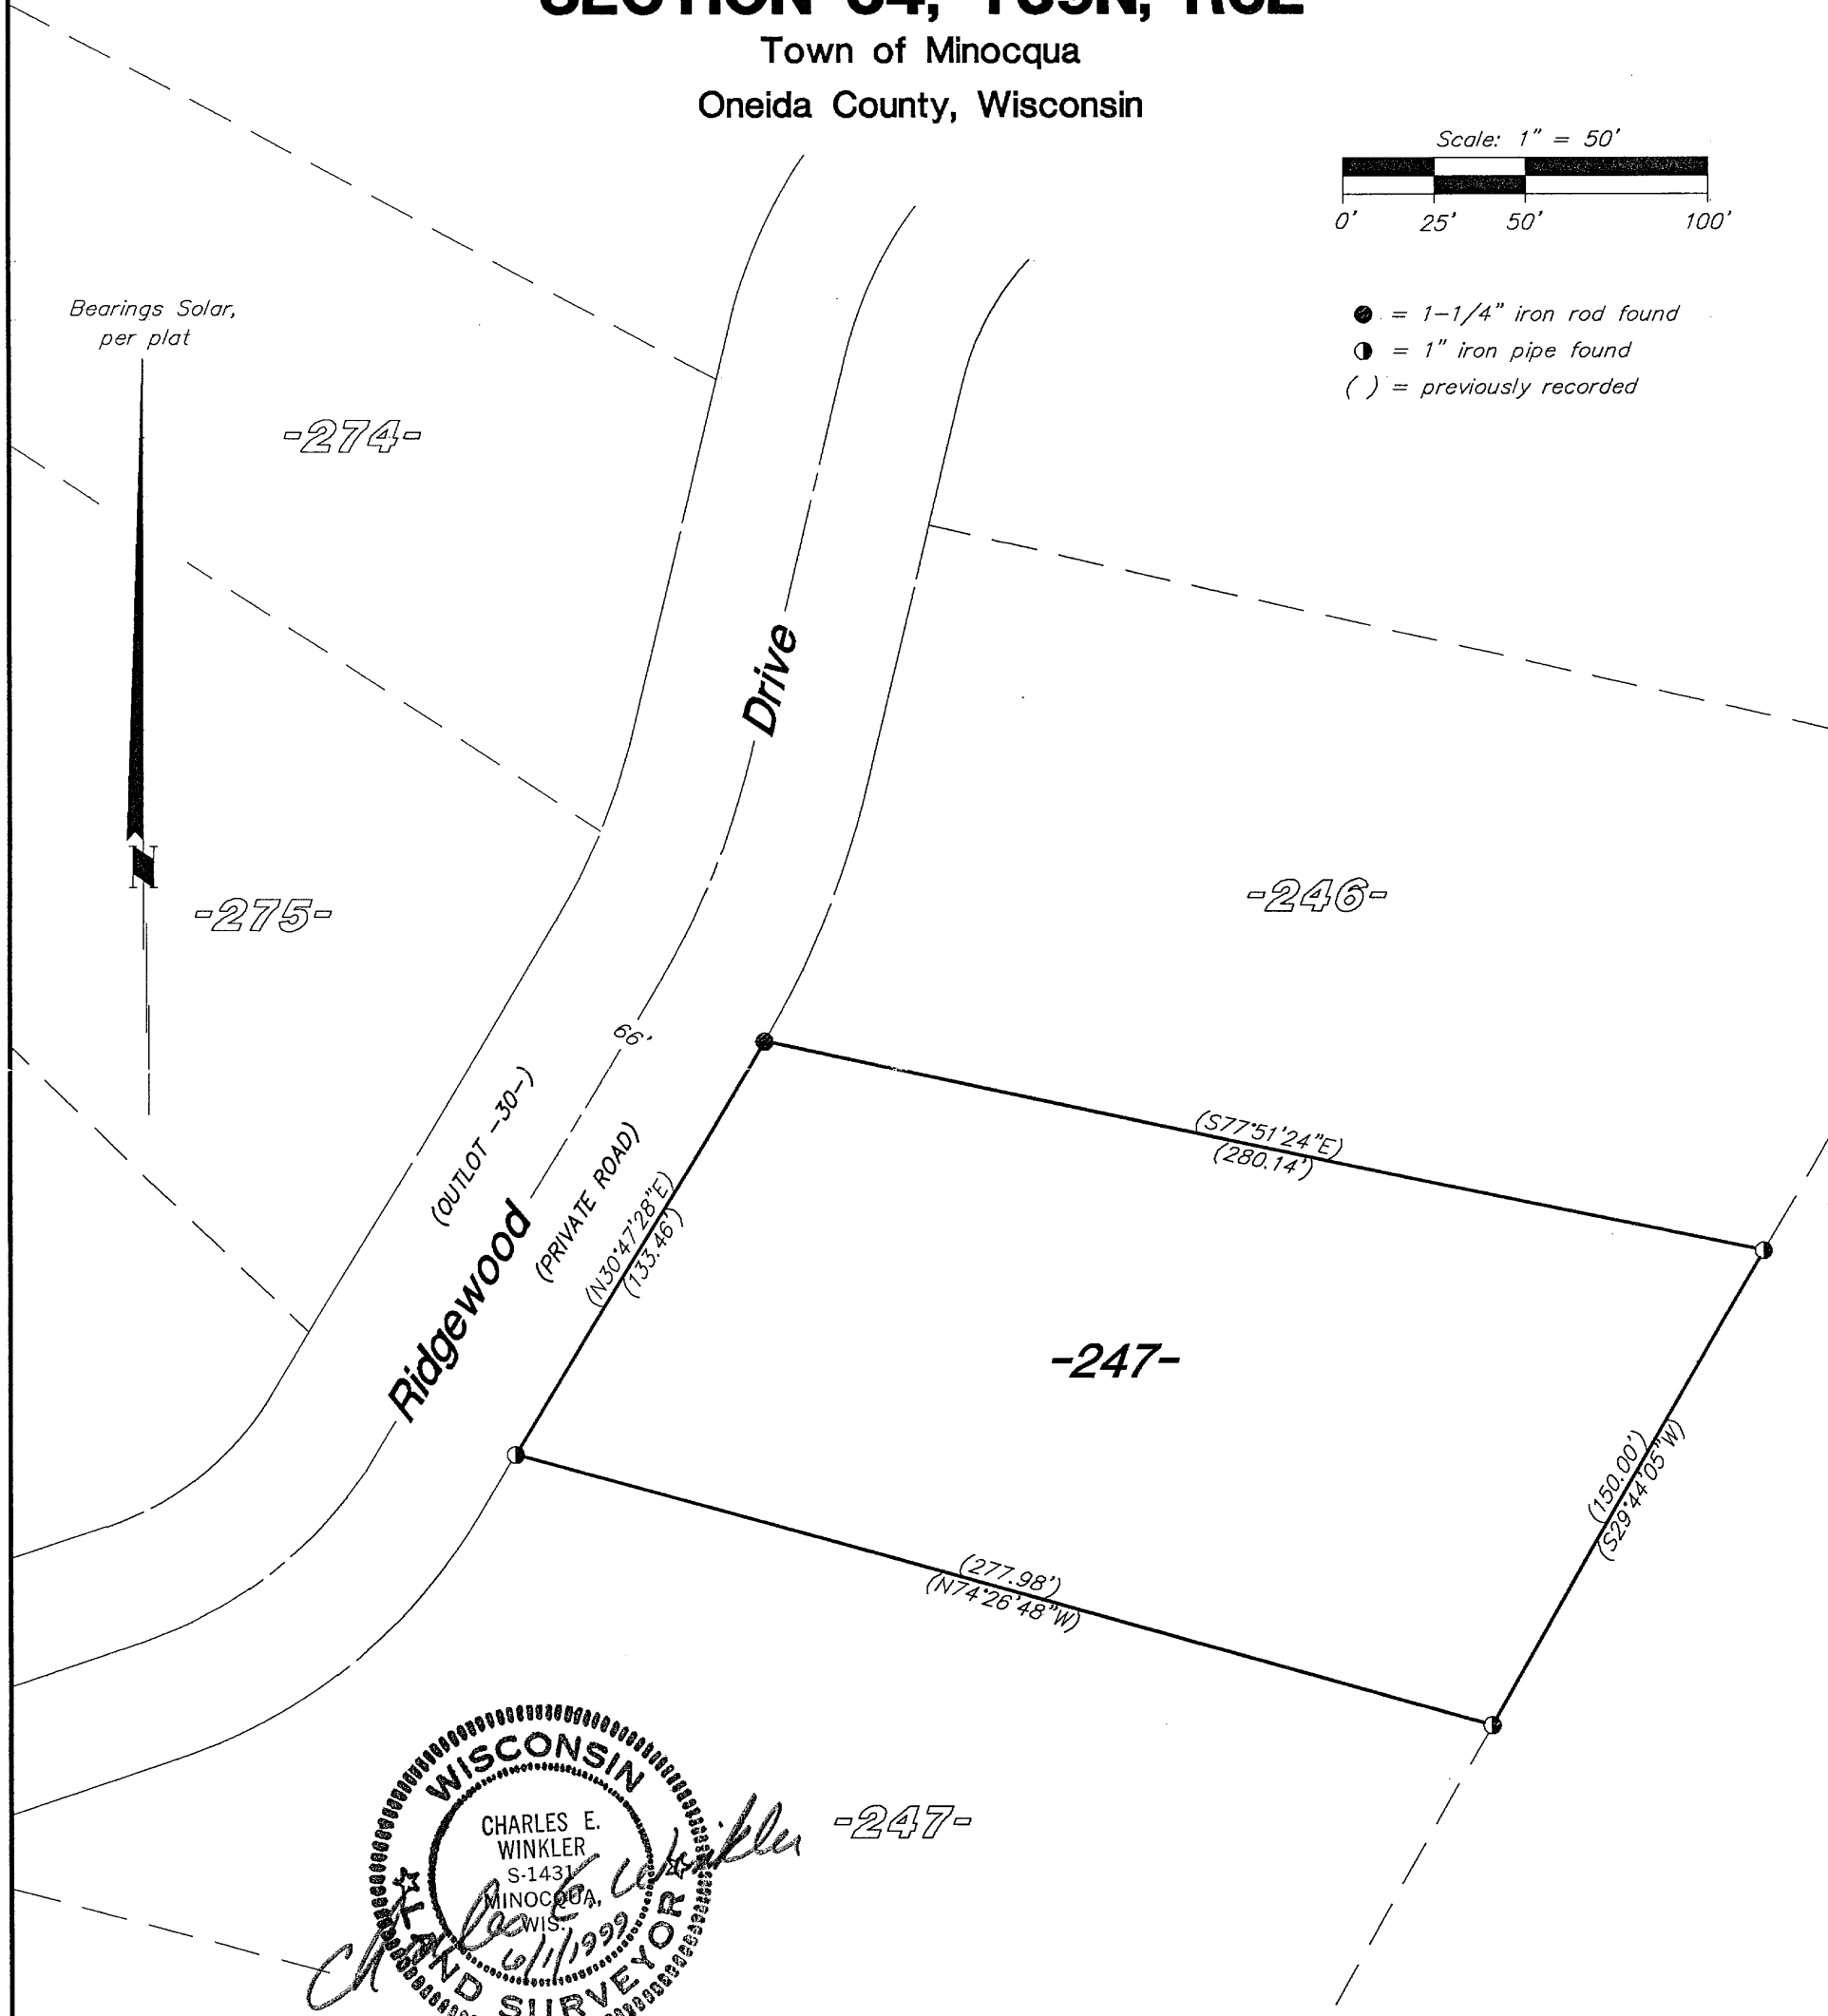 Town of Minocqua
Oneida County, Wisconsin
Scale: 1" = 50'
0' 25' 50' 100'
= 1-1/4" iron rod found
= 1" iron pipe found
( ) = previously recorded
Bearings Solar,
per plat
N
-274-
-275-
Drive
-246-
66'
(OUTLOT -30-)
(PRIVATE ROAD)
Ridgewood
(N30°47'28"E)
(133.46')
(S77°51'24"E)
(280.14')
-247-
(150.00')
(S29°44'05"W)
(277.98')
(N74°26'48"W)
-247-
WISCONSIN
CHARLES E.
WINKLER
S-1431
MINOCQUA,
WIS.
LAND SURVEYOR
Charles E. Winkler
6/1/1999